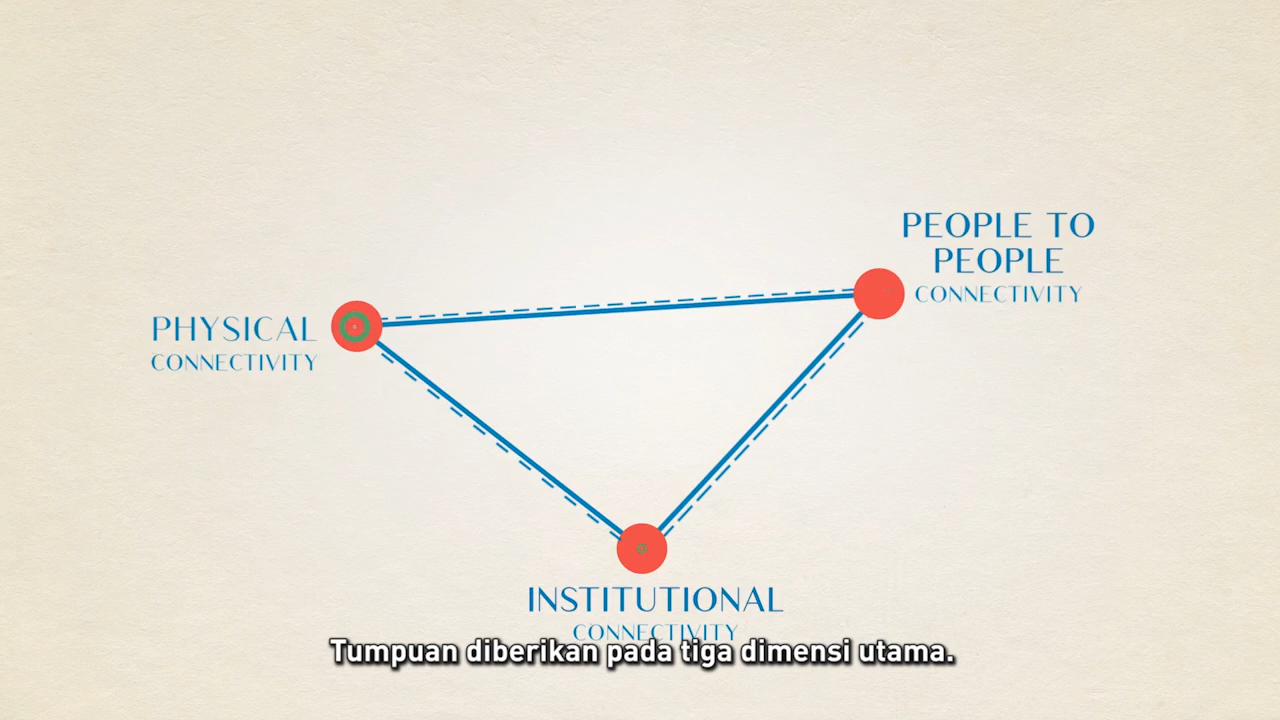 PEOPLE TO
PEOPLE
CONNECTIVITY
PHYSICAL
CONNECTIVITY
INSTITUTIONAL
CONNECTIVITY
Tumpuan diberikan pada tiga dimensi utama.